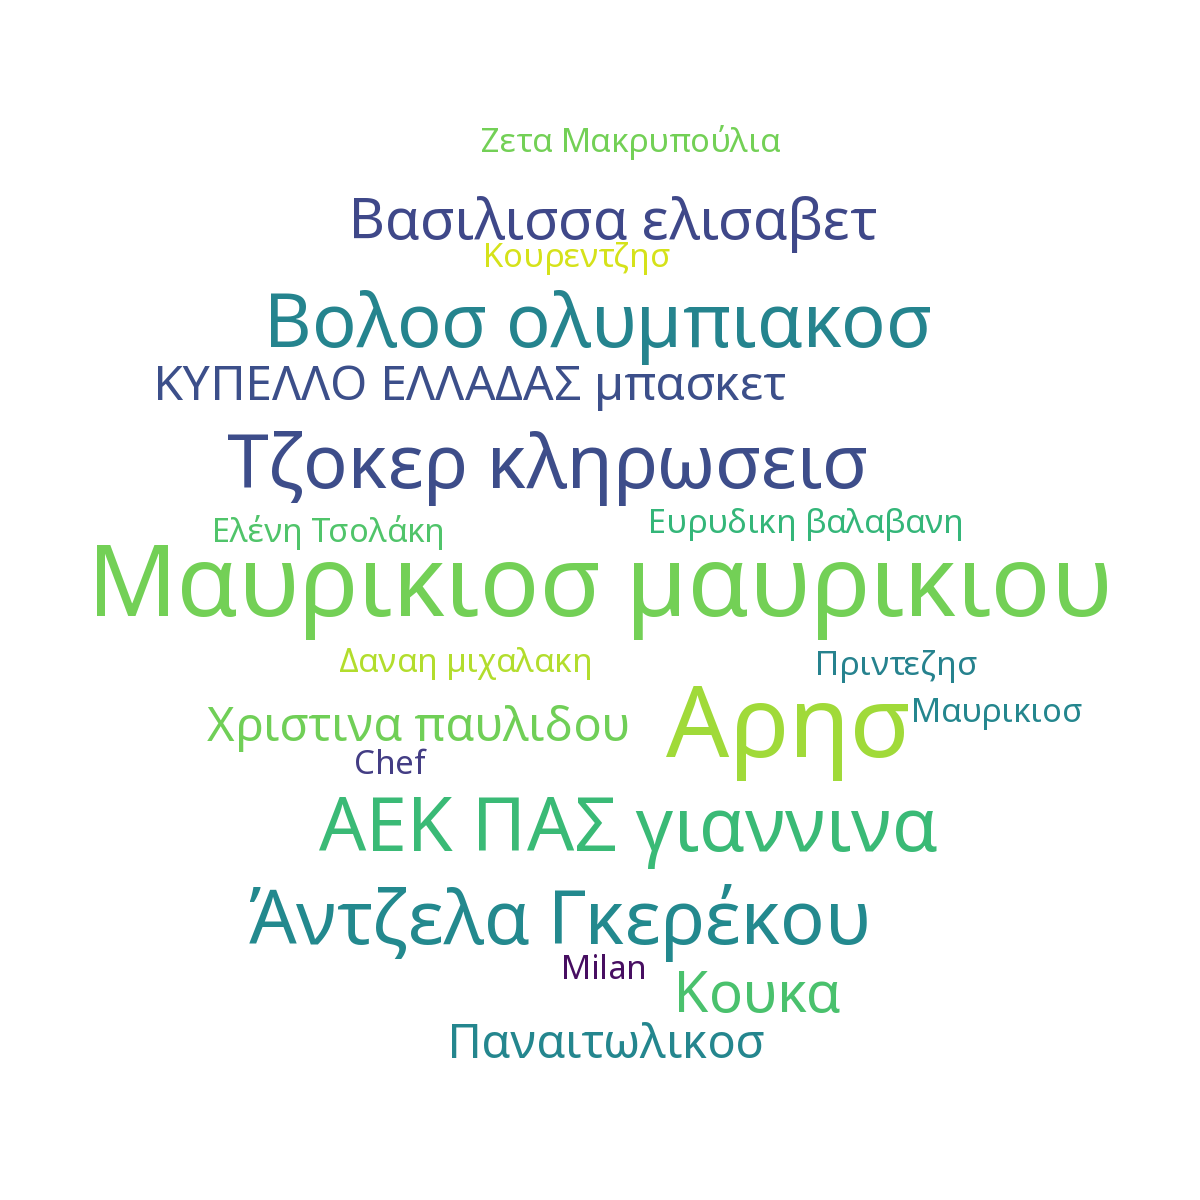 Ζετα Μακρυπούλια
Βασιλισσα ελισαβετ
Κουρεντζησ
Βολοσ ολυμπιακοσ
ΚΥΠΕΛΛΟ ΕΛΛΑΔΑΣ μπασκετ
Τζοκερ κληρωσεισ
Ελένη Τσολάκη
Ευρυδικη βαλαβανη
Μαυρικιοσ μαυρικιου
Δαναη μιχαλακη
Πριντεζησ
Χριστινα παυλιδου
Αρησ
Μαυρικιοσ
Chef
ΑΕΚ ΠΑΣ γιαννινα
Άντζελα Γκερέκου
Milan
Κουκα
Παναιτωλικοσ